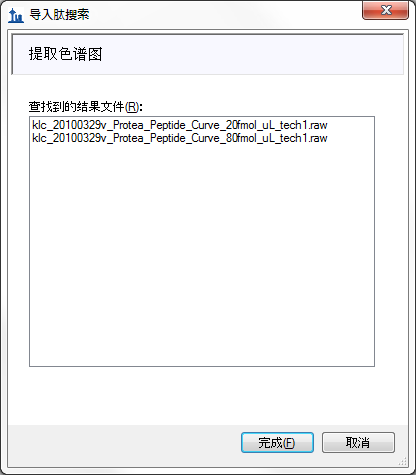 导入肽搜索
提取色谱图
查找到的结果文件(R):
klc_20100329v_Protea_Peptide_Curve_20fmol_uL_tech1.raw
klc_20100329v_Protea_Peptide_Curve_80fmol_uL_tech1.raw
完成(F)
取消